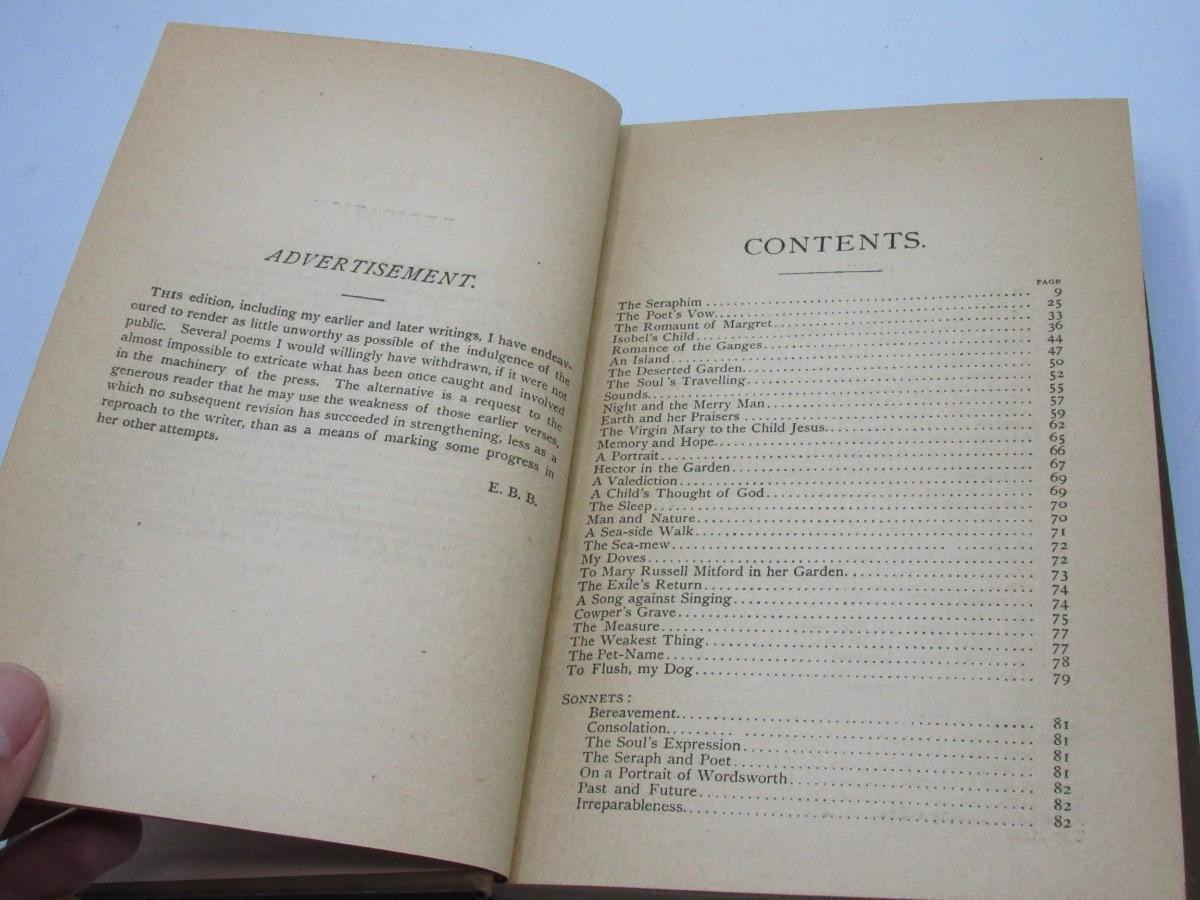 ADVERTISEMENT.
THIS edition, including my earlier and later writings, I have endeav-
oured to render as little unworthy as possible of the indulgence of the
public. Several poems I would willingly have withdrawn, if it were not
almost impossible to extricate what has been once caught and involved
in the machinery of the press. The alternative is a request to the
generous reader that he may use the weakness of those earlier verses,
which no subsequent revision has succeeded in strengthening, less as a
reproach to the writer, than as a means of marking some progress in
her other attempts.
E. B. B.
CONTENTS.
PAGE
The Seraphim 9
The Poet's Vow 25
The Romaunt of Margret 33
Isobel's Child 36
Romance of the Ganges 44
An Island 47
The Deserted Garden 50
The Soul's Travelling 52
Sounds 55
Night and the Merry Man 57
Earth and her Praisers 59
The Virgin Mary to the Child Jesus 62
Memory and Hope 65
A Portrait 66
Hector in the Garden 67
A Valediction 69
A Child's Thought of God 69
The Sleep 70
Man and Nature 70
A Sea-side Walk 71
The Sea-mew 72
My Doves 72
To Mary Russell Mitford in her Garden 73
The Exile's Return 74
A Song against Singing 74
Cowper's Grave 75
The Measure 77
The Weakest Thing 77
The Pet-Name 78
To Flush, my Dog 79
SONNETS:
Bereavement 81
Consolation 81
The Soul's Expression 81
The Seraph and Poet 81
On a Portrait of Wordsworth 82
Past and Future 82
Irreparableness 82